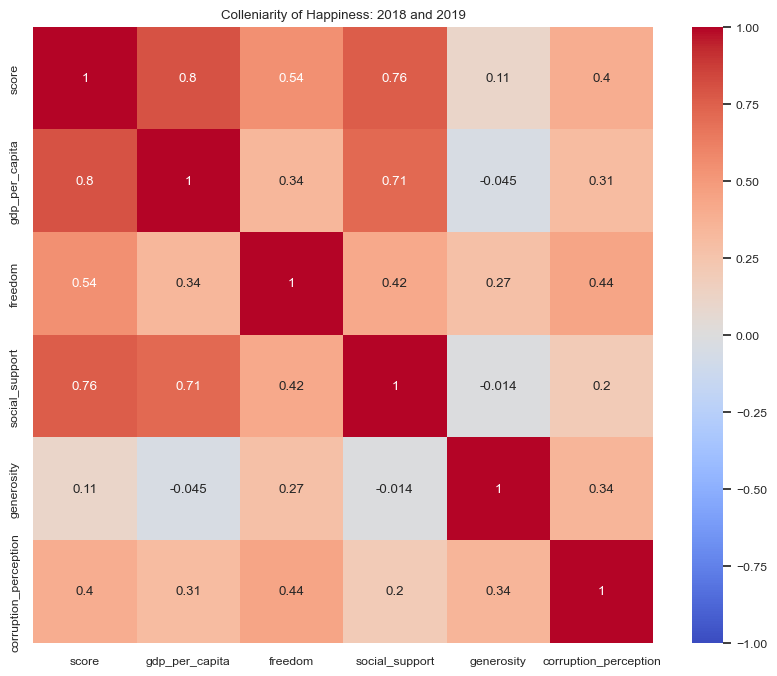 Colleniarity of Happiness: 2018 and 2019
score 1 0.8 0.54 0.76 0.11 0.4
gdp_per_capita 0.8 1 0.34 0.71 -0.045 0.31
freedom 0.54 0.34 1 0.42 0.27 0.44
social_support 0.76 0.71 0.42 1 -0.014 0.2
generosity 0.11 -0.045 0.27 -0.014 1 0.34
corruption_perception 0.4 0.31 0.44 0.2 0.34 1
score gdp_per_capita freedom social_support generosity corruption_perception
1.00
0.75
0.50
0.25
0.00
−0.25
−0.50
−0.75
−1.00